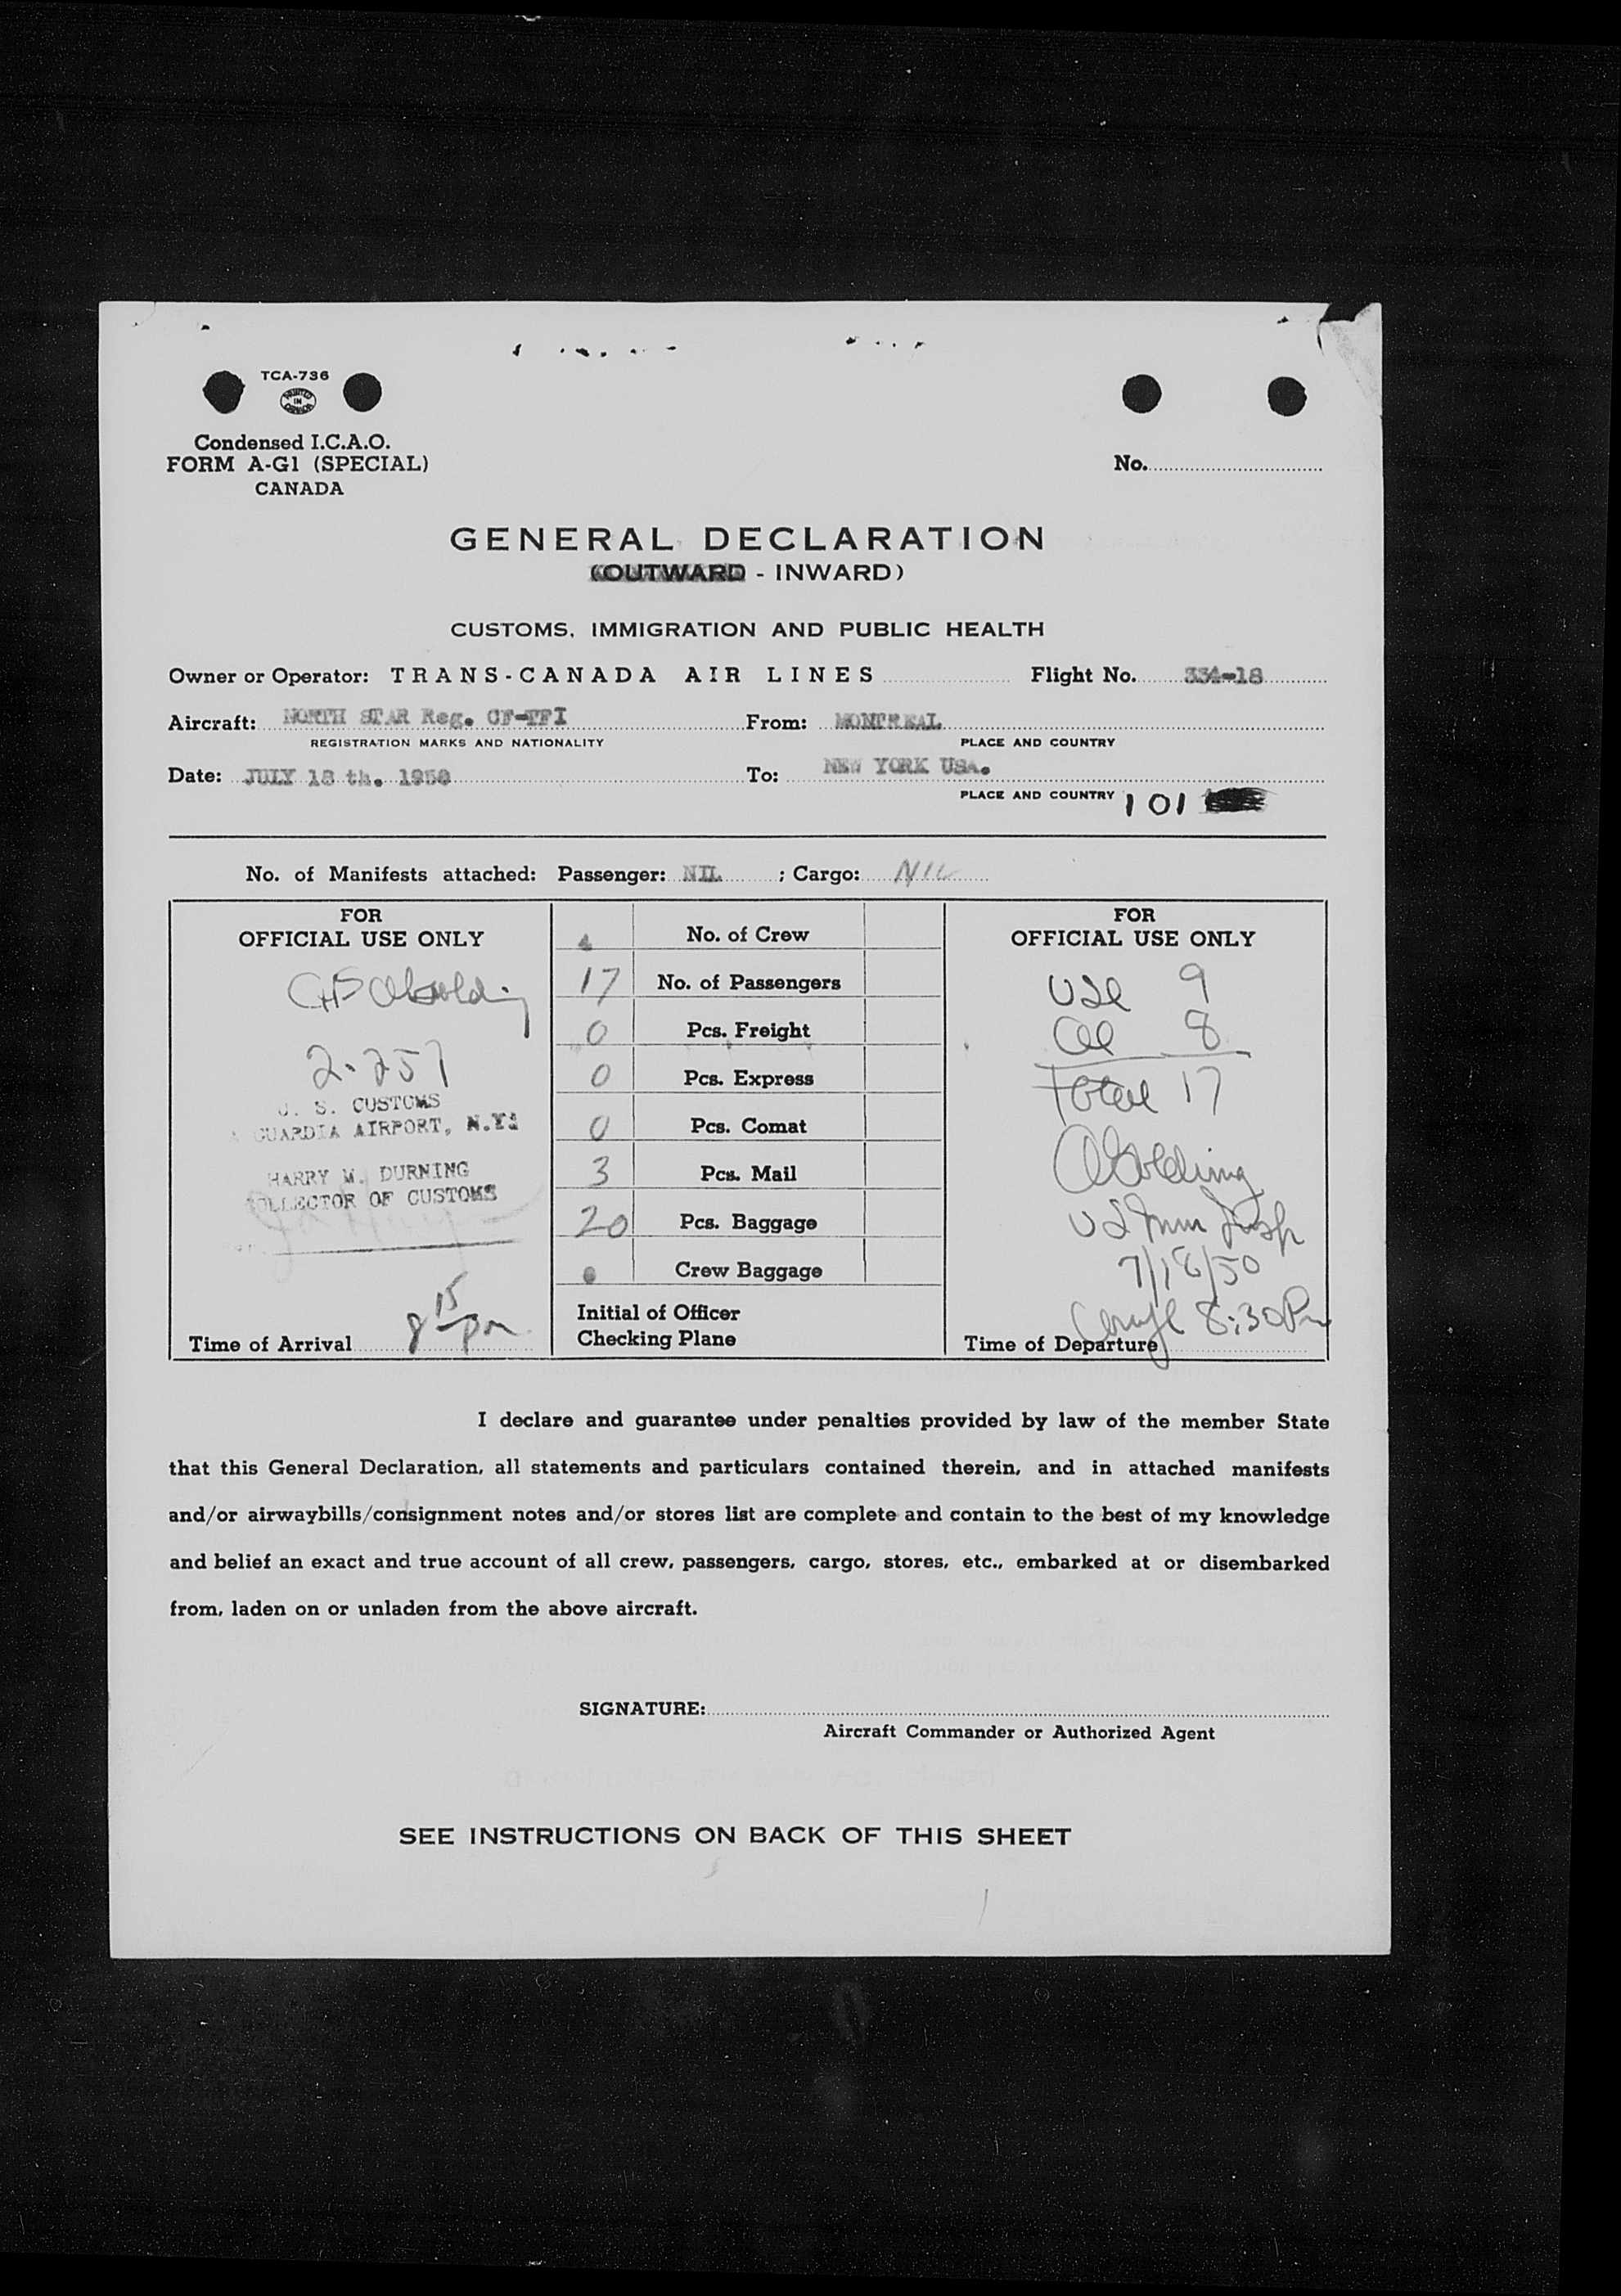 TCA-736
PRINTED IN CANADA
Condensed I.C.A.O.
FORM A-G1 (SPECIAL)
CANADA
No.
GENERAL DECLARATION
(OUTWARD - INWARD)
CUSTOMS, IMMIGRATION AND PUBLIC HEALTH
Owner or Operator: TRANS-CANADA AIR LINES Flight No. 334-18
Aircraft: NORTH STAR Reg. CF-TFI From: MONTREAL
REGISTRATION MARKS AND NATIONALITY PLACE AND COUNTRY
Date: JULY 18 th. 1950 To: NEW YORK USA.
PLACE AND COUNTRY 101
No. of Manifests attached: Passenger: NIL ; Cargo: NIL
FOR
OFFICIAL USE ONLY
2-257
U. S. CUSTOMS
GUARDIA AIRPORT, N.Y.
HARRY M. DURNING
COLLECTOR OF CUSTOMS
Time of Arrival 8 15 pm
4 No. of Crew
17 No. of Passengers
0 Pcs. Freight
0 Pcs. Express
0 Pcs. Comat
3 Pcs. Mail
20 Pcs. Baggage
Crew Baggage
Initial of Officer
Checking Plane
FOR
OFFICIAL USE ONLY
USC 9
al 8
Total 17
US Imm Insp
7/18/50
8:30 Pm
Time of Departure
I declare and guarantee under penalties provided by law of the member State
that this General Declaration, all statements and particulars contained therein, and in attached manifests
and/or airwaybills/consignment notes and/or stores list are complete and contain to the best of my knowledge
and belief an exact and true account of all crew, passengers, cargo, stores, etc., embarked at or disembarked
from, laden on or unladen from the above aircraft.
SIGNATURE:
Aircraft Commander or Authorized Agent
SEE INSTRUCTIONS ON BACK OF THIS SHEET